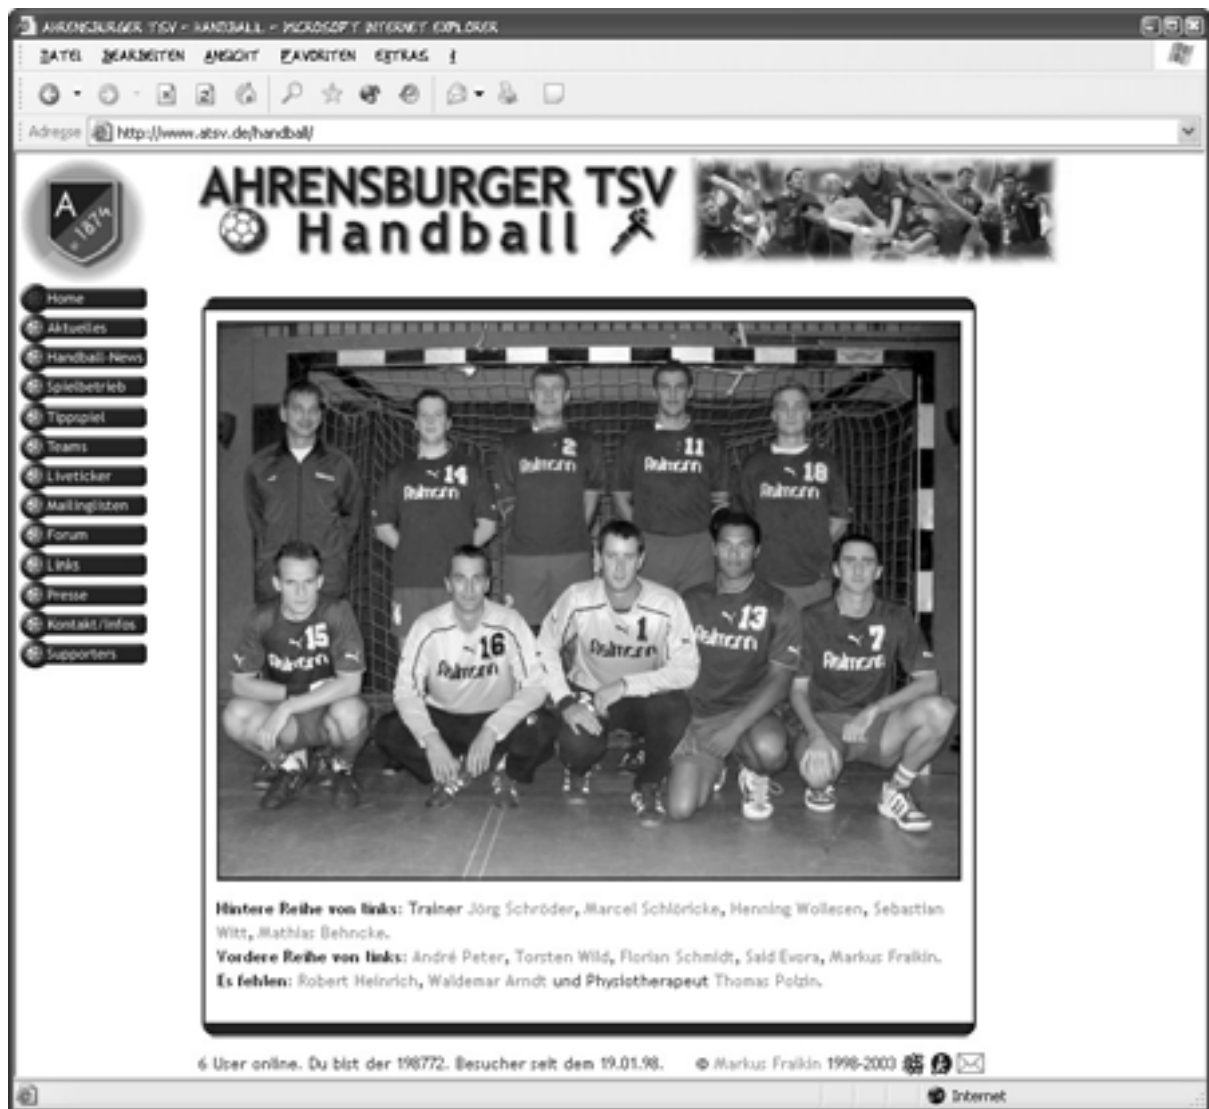 AHRENSBURGER TSV - HANDBALL - MICROSOFT INTERNET EXPLORER
DATEI BEARBEITEN ANSICHT FAVORITEN EXTRAS ?
Adresse http://www.atsv.de/handball/
A
1874
AHRENSBURGER TSV
Handball
Home
Aktuelles
Handball-News
Spielbetrieb
Tippspiel
Teams
Liveticker
Mailinglisten
Forum
Links
Presse
Kontakt/Infos
Supporters
2 11
14 18
15 16 1 13 7
Hintere Reihe von links: Trainer Jörg Schröder, Marcel Schlöricke, Henning Wollesen, Sebastian
Witt, Mathias Behncke.
Vordere Reihe von links: André Peter, Torsten Wild, Florian Schmidt, Said Evora, Markus Fraikin.
Es fehlen: Robert Heinrich, Waldemar Arndt und Physiotherapeut Thomas Polzin.
6 User online. Du bist der 198772. Besucher seit dem 19.01.98. © Markus Fraikin 1998-2003
Internet